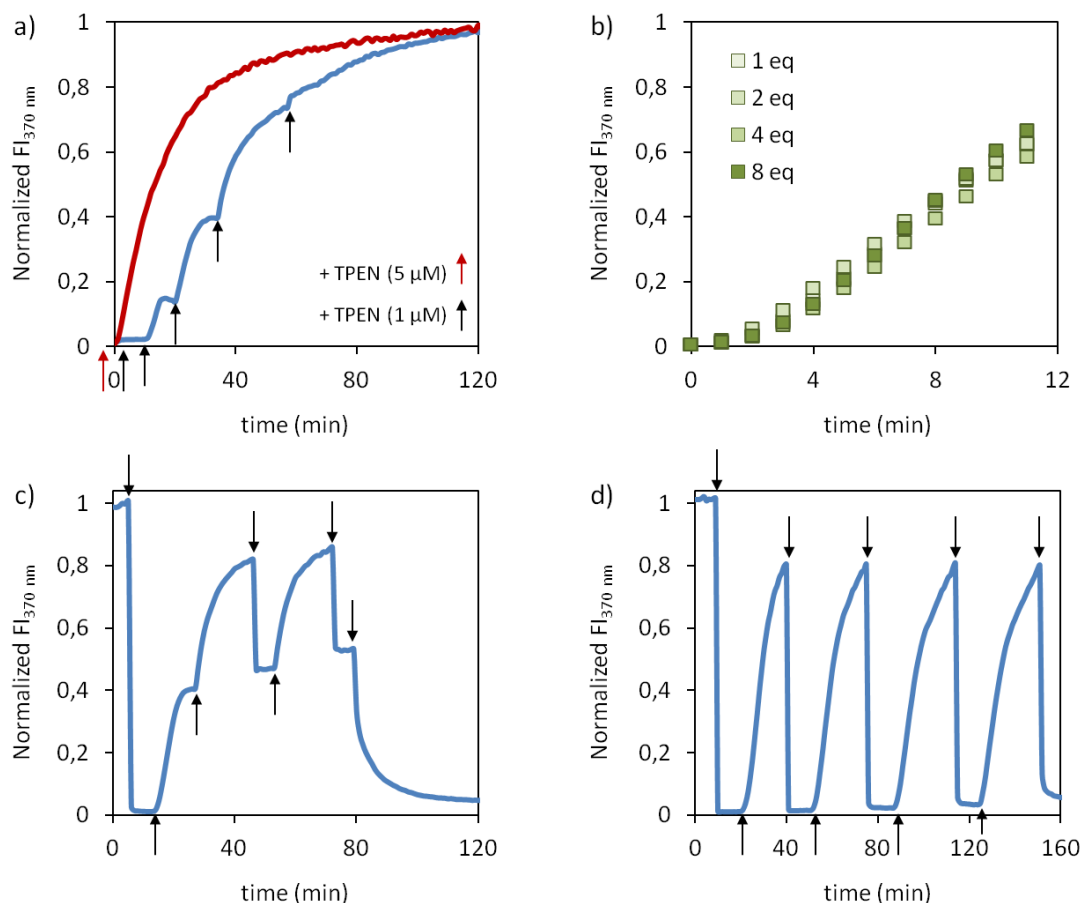 a)
Normalized FI370 nm
1
0,8
0,6
0,4
0,2
0
+ TPEN (5 µM)
+ TPEN (1 µM)
0 40 80 120
time (min)
b)
Normalized FI370 nm
1
0,8
0,6
0,4
0,2
0
1 eq
2 eq
4 eq
8 eq
0 4 8 12
time (min)
c)
Normalized FI370 nm
1
0,8
0,6
0,4
0,2
0
0 40 80 120
time (min)
d)
Normalized FI370 nm
1
0,8
0,6
0,4
0,2
0
0 40 80 120 160
time (min)